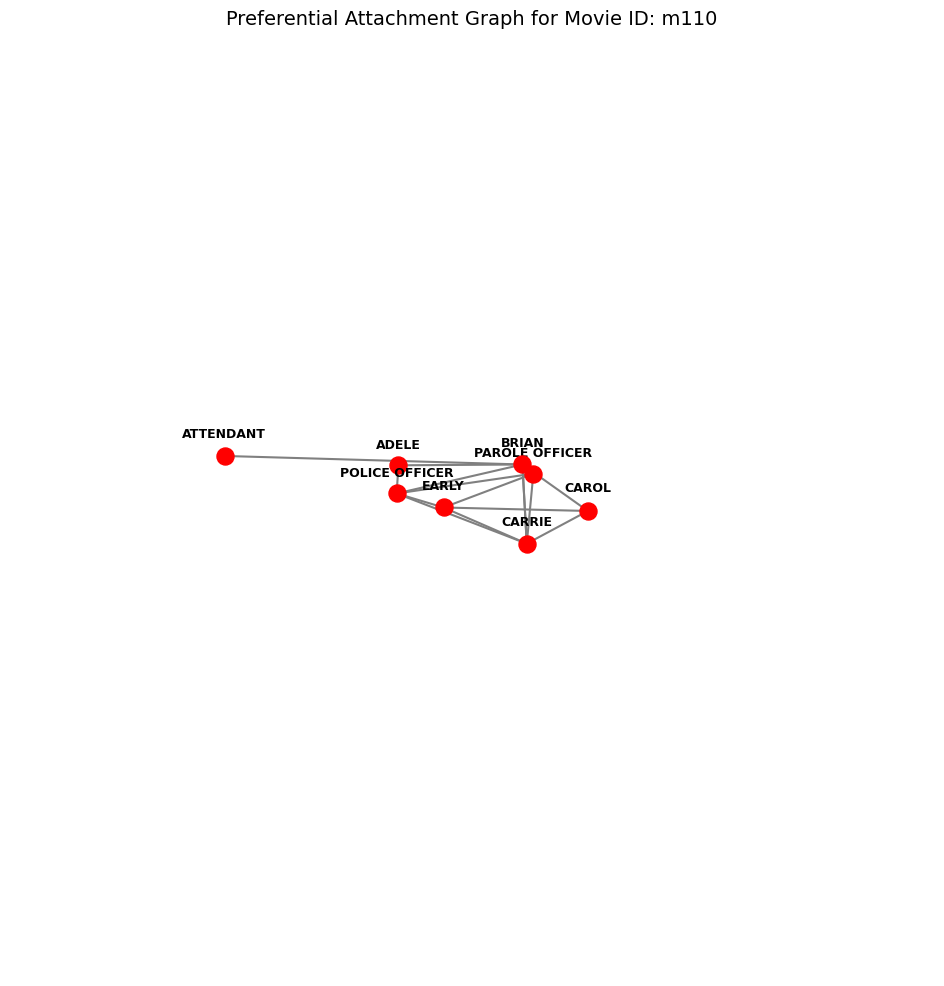 Preferential Attachment Graph for Movie ID: m110
ATTENDANT
ADELE
BRIAN
PAROLE OFFICER
POLICE OFFICER
EARLY
CAROL
CARRIE